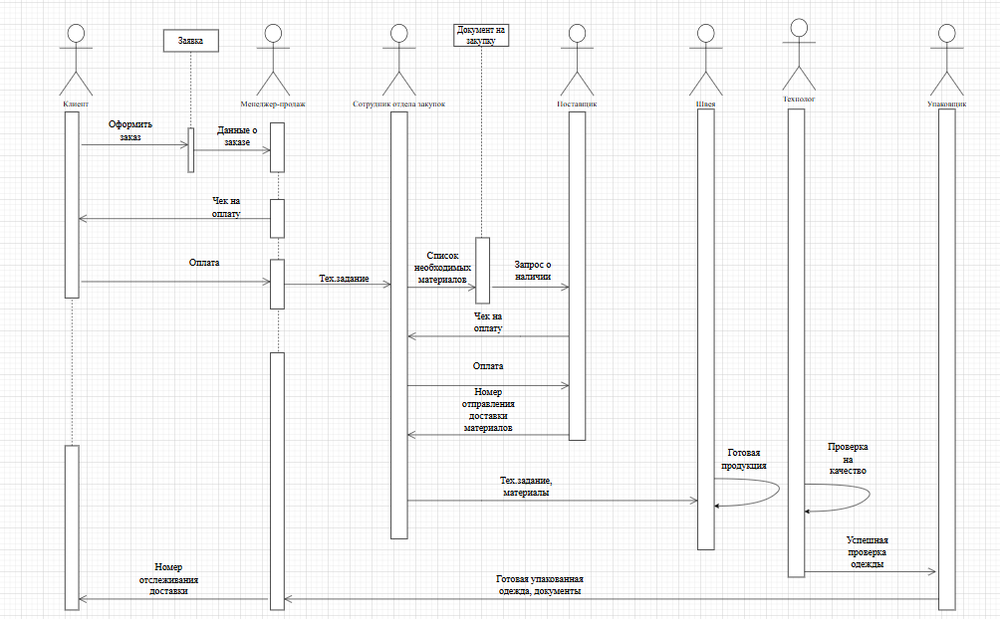 Заявка
Документ на
закупку
Клиент
Менеджер-продаж
Сотрудник отдела закупок
Поставщик
Швея
Технолог
Упаковщик
Оформить
заказ
Данные о
заказе
Чек на
оплату
Оплата
Тех.задание
Список
необходимых
материалов
Запрос о
наличии
Чек на
оплату
Оплата
Номер
отправления
доставки
материалов
Тех.задание,
материалы
Готовая
продукция
Проверка
на
качество
Успешная
проверка
одежды
Готовая упакованная
одежда, документы
Номер
отслеживания
доставки